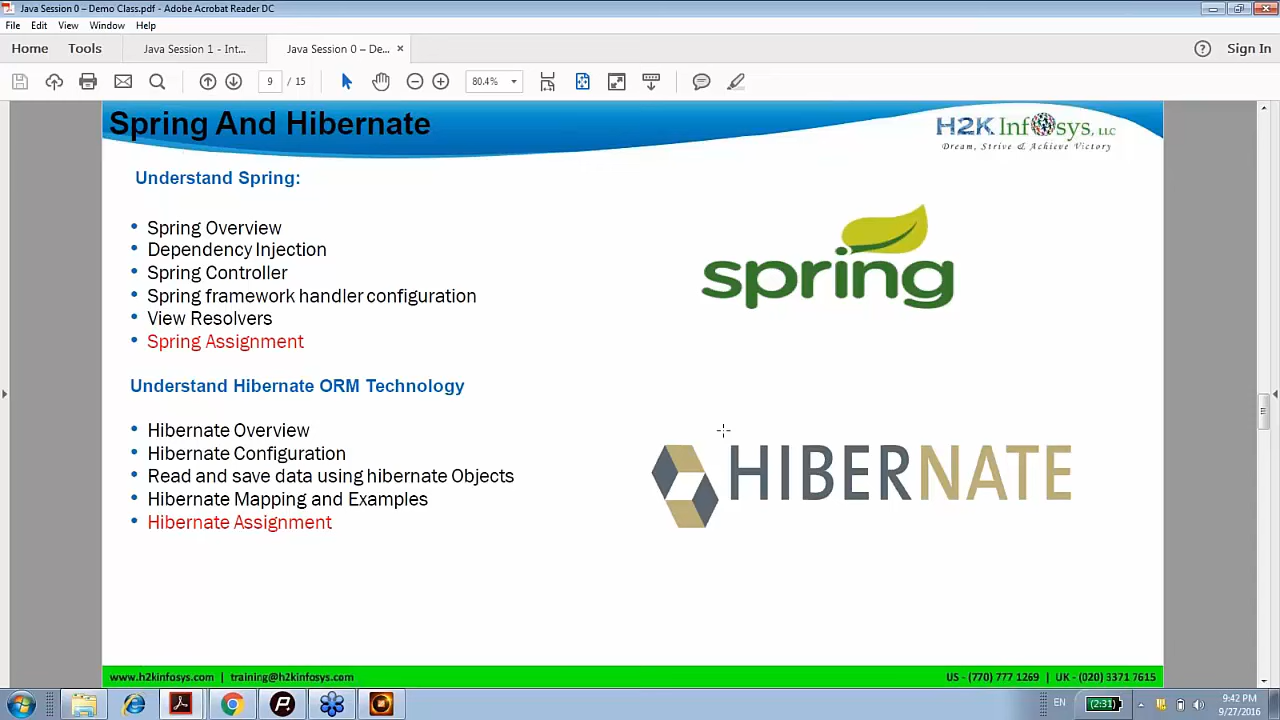 Java Session 0 – Demo Class.pdf - Adobe Acrobat Reader DC
File Edit View Window Help
Home Tools Java Session 1 - Int... Java Session 0 – De... ×
Sign In
9 / 15 80.4%
Spring And Hibernate
H2K Infosys, LLC
Dream, Strive & Achieve Victory
Understand Spring:
• Spring Overview
• Dependency Injection
• Spring Controller
• Spring framework handler configuration
• View Resolvers
• Spring Assignment
spring
Understand Hibernate ORM Technology
• Hibernate Overview
• Hibernate Configuration
• Read and save data using hibernate Objects
• Hibernate Mapping and Examples
• Hibernate Assignment
HIBERNATE
www.h2kinfosys.com | training@h2kinfosys.com US - (770) 777 1269 | UK - (020) 3371 7615
EN (2:31) 9:42 PM
9/27/2016